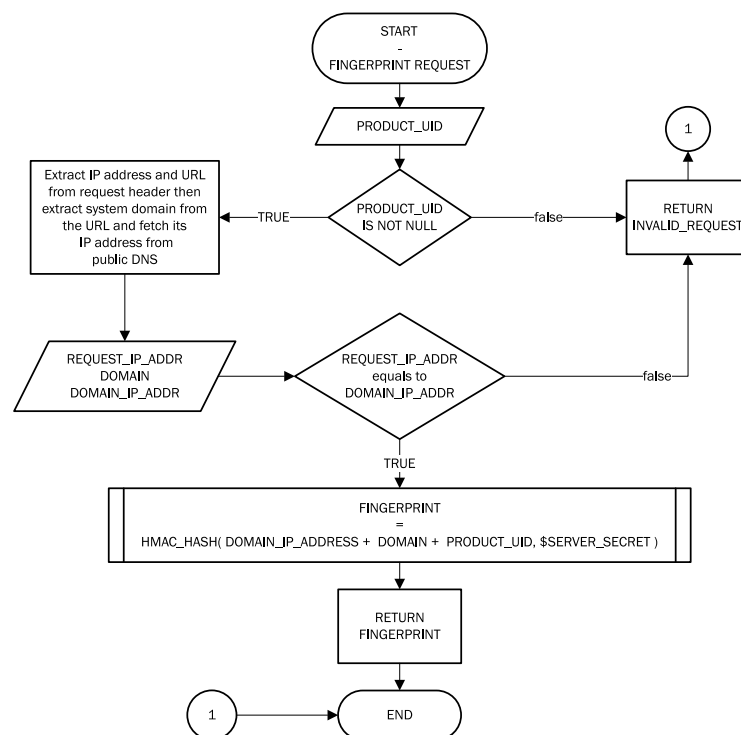 START
-
FINGERPRINT REQUEST
PRODUCT_UID
1
Extract IP address and URL
from request header then
extract system domain from
the URL and fetch its
IP address from
public DNS
TRUE
PRODUCT_UID
IS NOT NULL
false
RETURN
INVALID_REQUEST
REQUEST_IP_ADDR
DOMAIN
DOMAIN_IP_ADDR
REQUEST_IP_ADDR
equals to
DOMAIN_IP_ADDR
false
TRUE
FINGERPRINT
=
HMAC_HASH( DOMAIN_IP_ADDRESS + DOMAIN + PRODUCT_UID, $SERVER_SECRET )
RETURN
FINGERPRINT
1
END